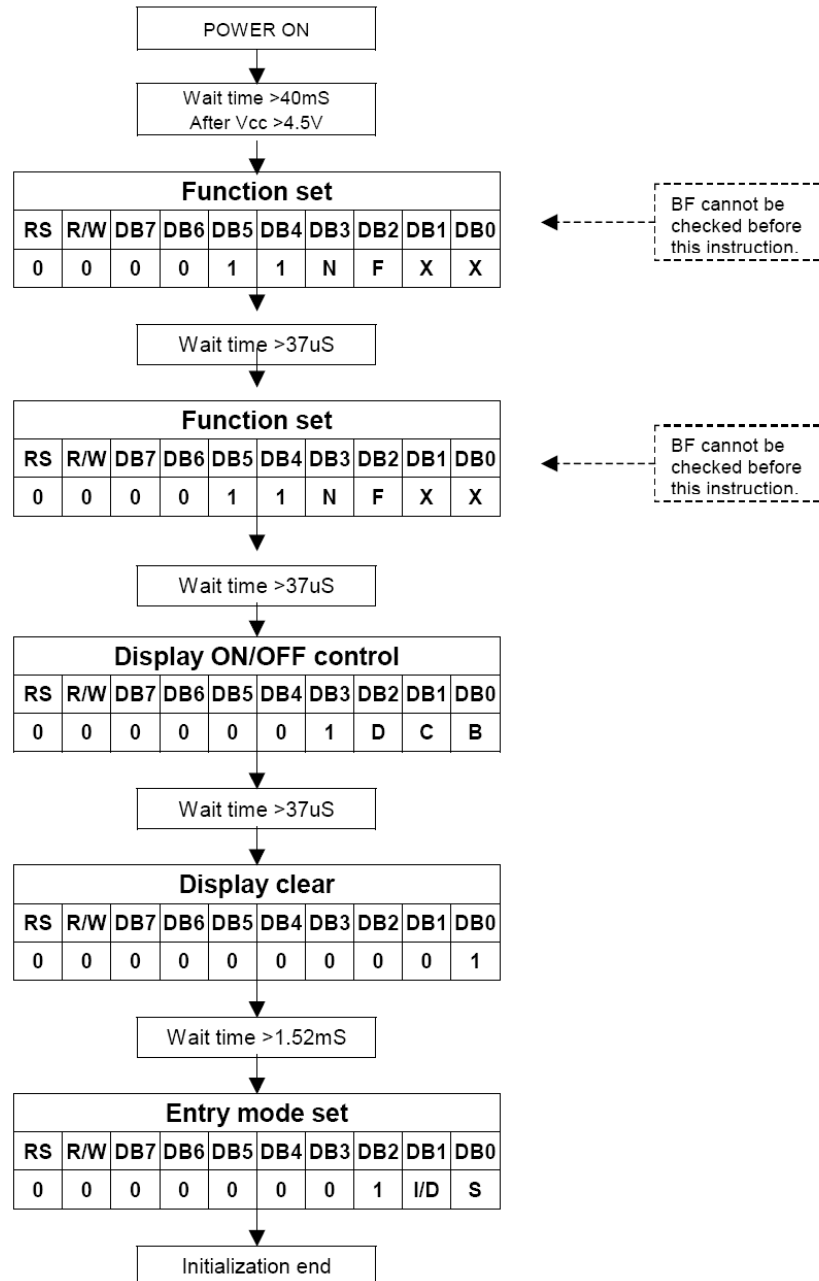 POWER ON
Wait time >40mS
After Vcc >4.5V
Function set
RS R/W DB7 DB6 DB5 DB4 DB3 DB2 DB1 DB0
0 0 0 0 1 1 N F X X
BF cannot be
checked before
this instruction.
Wait time >37uS
Function set
RS R/W DB7 DB6 DB5 DB4 DB3 DB2 DB1 DB0
0 0 0 0 1 1 N F X X
BF cannot be
checked before
this instruction.
Wait time >37uS
Display ON/OFF control
RS R/W DB7 DB6 DB5 DB4 DB3 DB2 DB1 DB0
0 0 0 0 0 0 1 D C B
Wait time >37uS
Display clear
RS R/W DB7 DB6 DB5 DB4 DB3 DB2 DB1 DB0
0 0 0 0 0 0 0 0 0 1
Wait time >1.52mS
Entry mode set
RS R/W DB7 DB6 DB5 DB4 DB3 DB2 DB1 DB0
0 0 0 0 0 0 0 1 I/D S
Initialization end